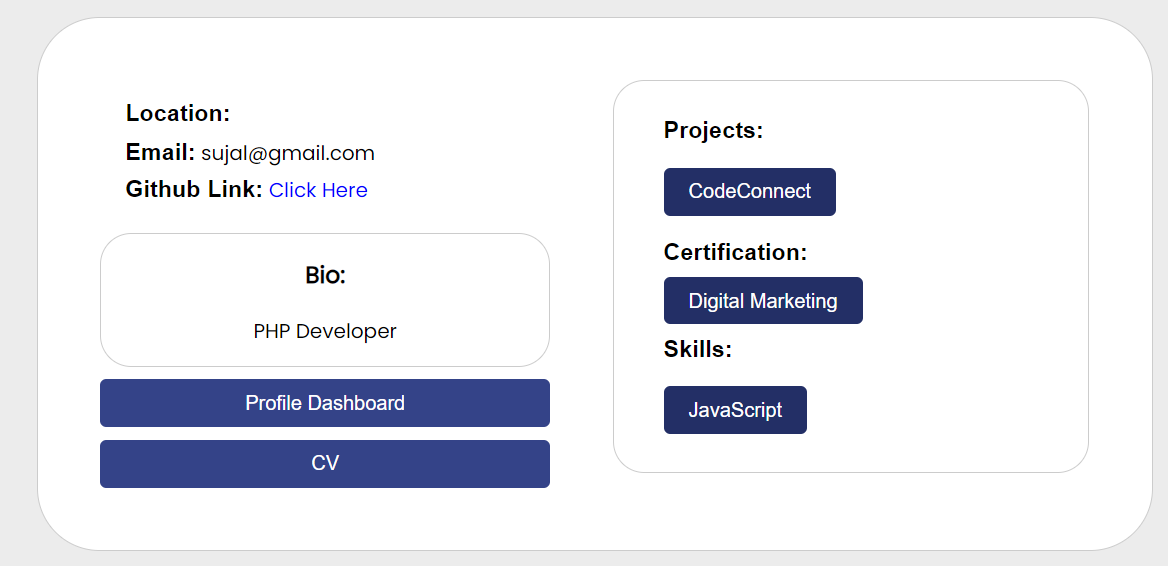 Location:
Email: sujal@gmail.com
Github Link: Click Here
Bio:
PHP Developer
Profile Dashboard
CV
Projects:
CodeConnect
Certification:
Digital Marketing
Skills:
JavaScript